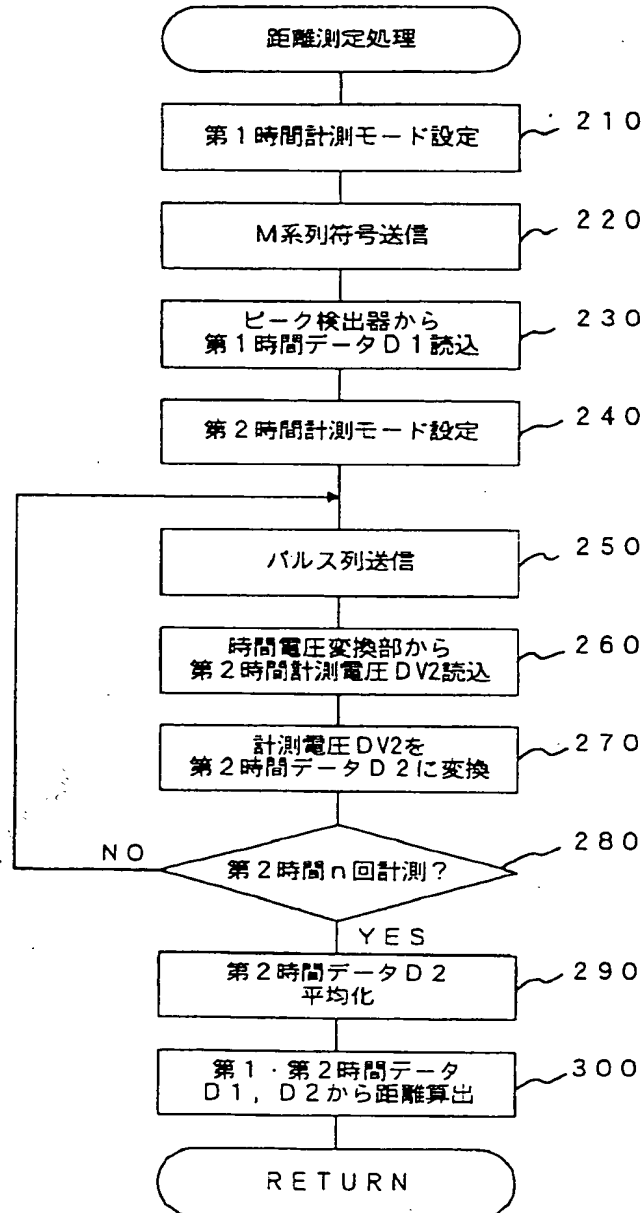 距離測定処理
第1時間計測モード設定
210
M系列符号送信
220
ピーク検出器から
第1時間データD1読込
230
第2時間計測モード設定
240
パルス列送信
250
時間電圧変換部から
第2時間計測電圧DV2読込
260
計測電圧DV2を
第2時間データD2に変換
270
第2時間n回計測?
280
NO
YES
第2時間データD2
平均化
290
第1・第2時間データ
D1,D2から距離算出
300
RETURN